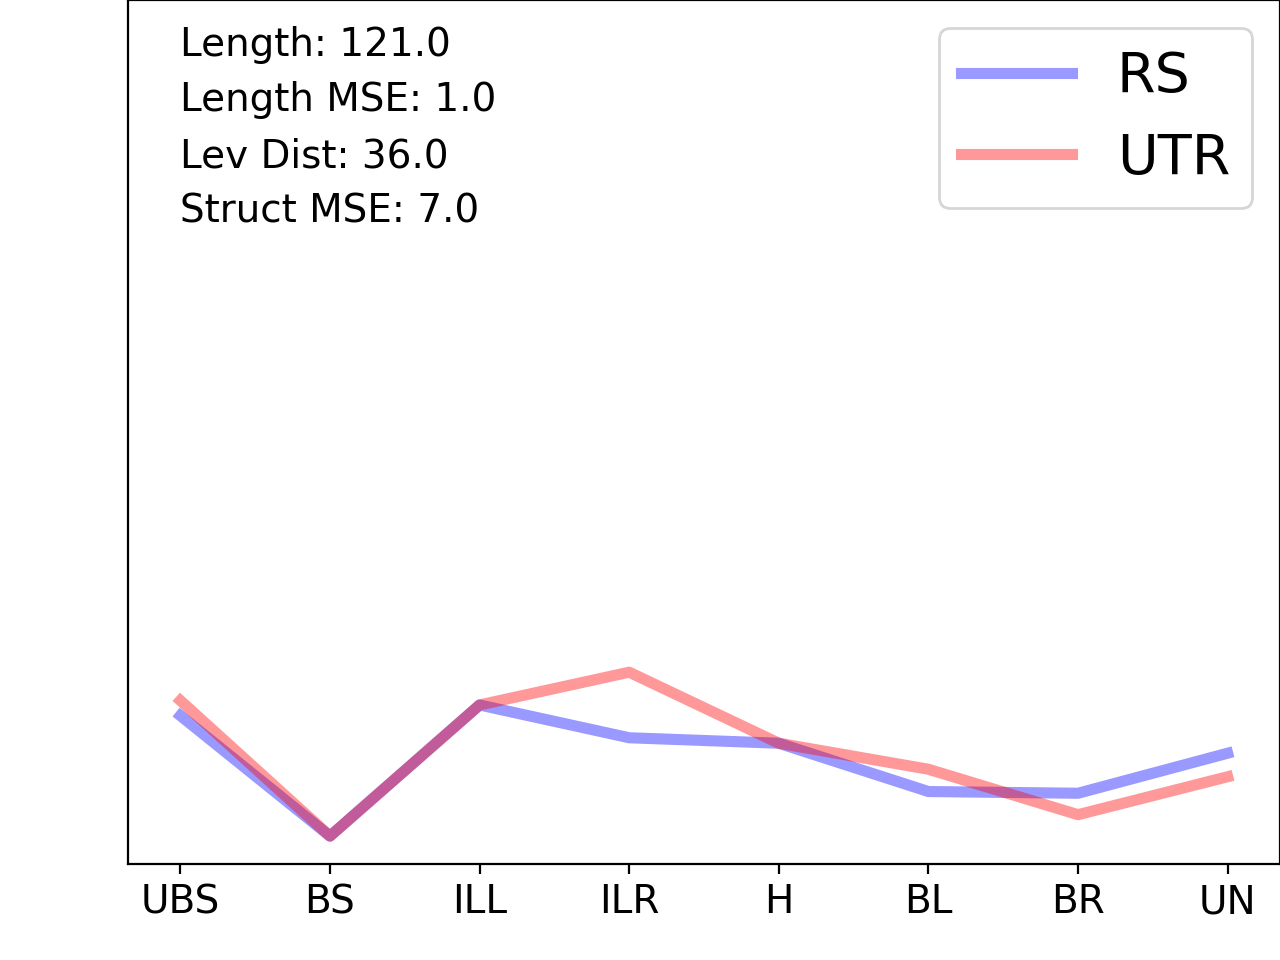 Length: 121.0
Length MSE: 1.0
Lev Dist: 36.0
Struct MSE: 7.0
RS
UTR
UBS BS ILL ILR H BL BR UN